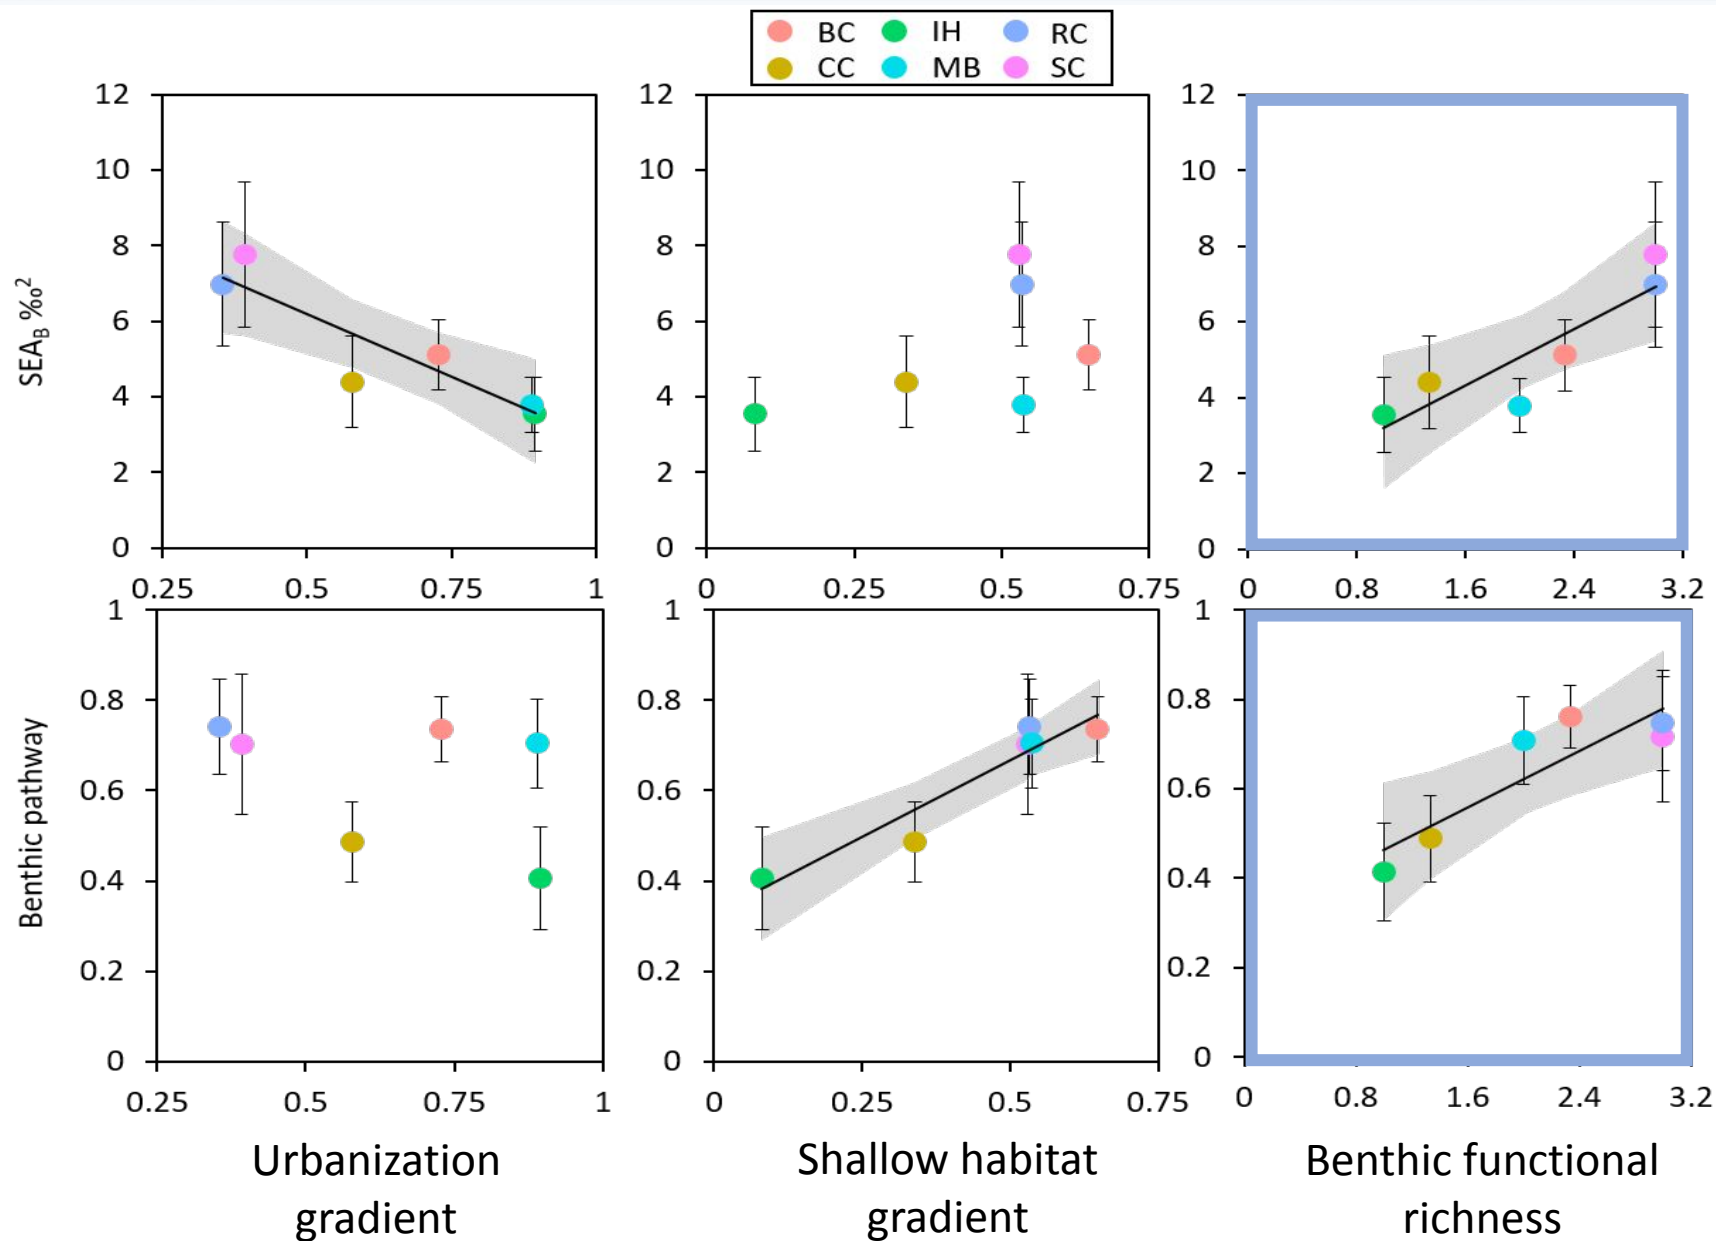 BC IH RC
CC MB SC
12 12 12
10 10 10
8 8 8
6 6 6
4 4 4
2 2 2
0 0 0
SEA_B ‰²
0.25 0.5 0.75 1 0 0.25 0.5 0.75 0 0.8 1.6 2.4 3.2
1 1 1
0.8 0.8 0.8
0.6 0.6 0.6
0.4 0.4 0.4
0.2 0.2 0.2
0 0 0
Benthic pathway
0.25 0.5 0.75 1 0 0.25 0.5 0.75 0 0.8 1.6 2.4 3.2
Urbanization Shallow habitat Benthic functional
gradient gradient richness